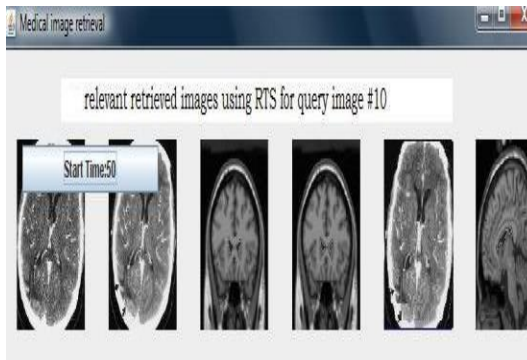 Medical image retrieval
relevant retrieved images using RTS for query image #10
Start Time:50